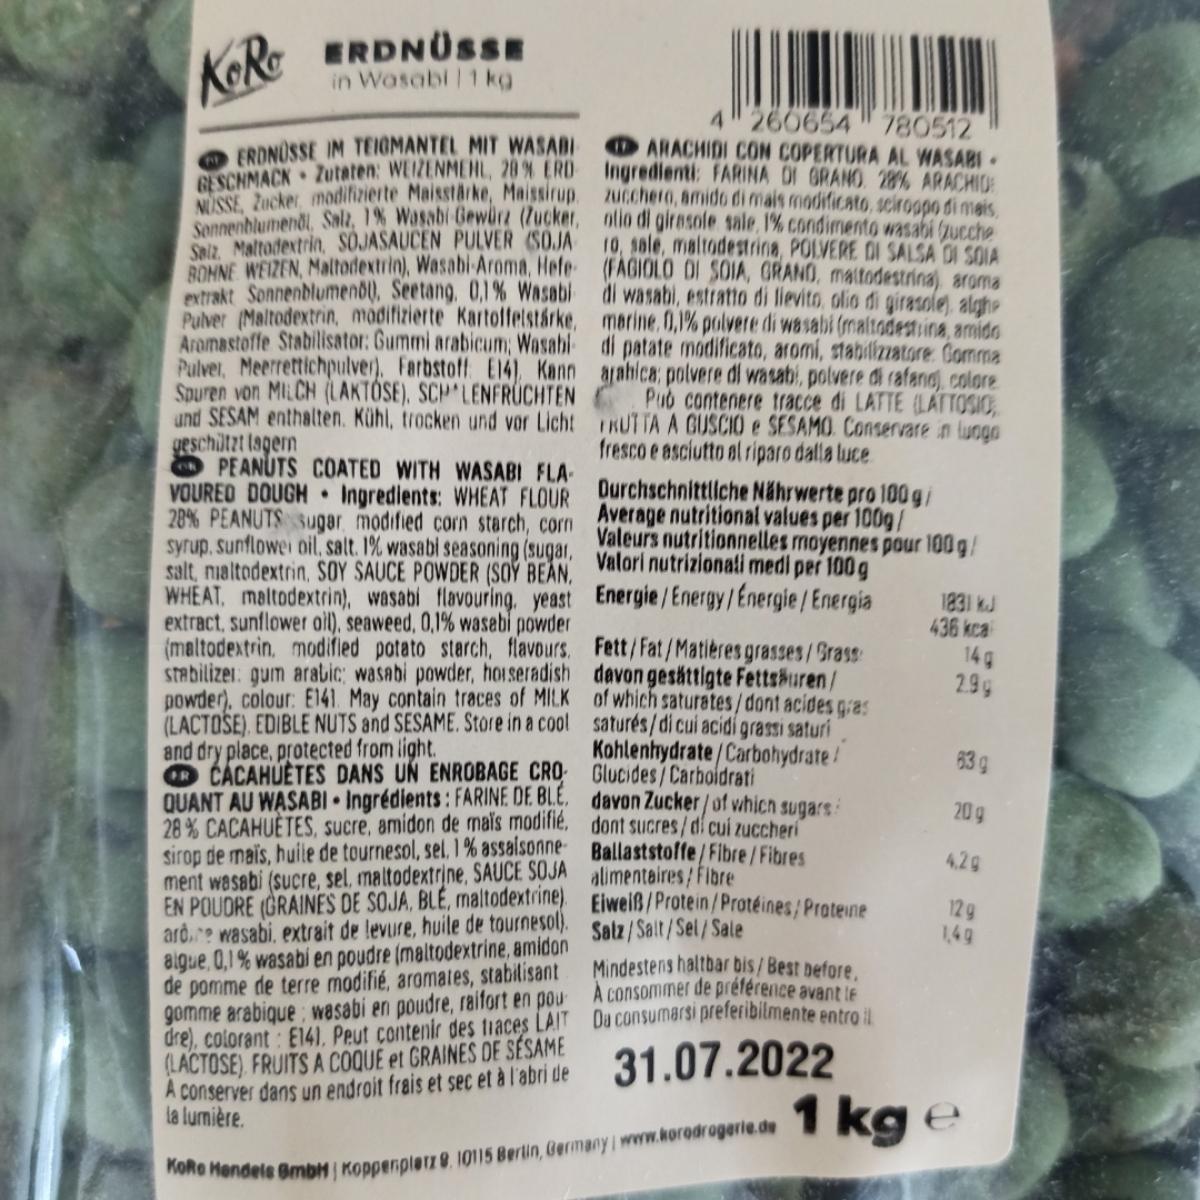 KoRo
ERDNÜSSE
in Wasabi | 1 kg
ERDNÜSSE IM TEIGMANTEL MIT WASABI-
GESCHMACK • Zutaten: WEIZENMEHL, 28 % ERD-
NÜSSE, Zucker, modifizierte Maisstärke, Maissirup,
Sonnenblumenöl, Salz, 1% Wasabi-Gewürz (Zucker,
Salz, Maltodextrin, SOJASAUCEN PULVER (SOJA-
BOHNE WEIZEN, Maltodextrin), Wasabi-Aroma, Hefe-
extrakt Sonnenblumenöl), Seetang, 0,1% Wasabi-
Pulver (Maltodextrin, modifizierte Kartoffelstärke,
Aromastoffe Stabilisator: Gummi arabicum; Wasabi-
Pulver, Meerrettichpulver), Farbstoff: E141. Kann
Spuren von MILCH (LAKTOSE), LENFRÜCHTEN
und SESAM enthalten. Kühl, trocken und vor Licht
geschützt lagern
PEANUTS COATED WITH WASABI FLA-
VOURED DOUGH • Ingredients: WHEAT FLOUR
28% PEANUTS sugar, modified corn starch, corn
syrup, sunflower oil, salt, 1% wasabi seasoning (sugar,
salt, maltodextrin, SOY SAUCE POWDER (SOY BEAN,
WHEAT, maltodextrin), wasabi flavouring, yeast
extract, sunflower oil), seaweed, 0,1% wasabi powder
(maltodextrin, modified potato starch, flavours,
stabilizer: gum arabic; wasabi powder, horseradish
powder), colour: E141. May contain traces of MILK
(LACTOSE), EDIBLE NUTS and SESAME. Store in a cool
and dry place, protected from light.
CACAHUÈTES DANS UN ENROBAGE CRO-
QUANT AU WASABI • Ingrédients : FARINE DE BLÉ,
28 % CACAHUÈTES, sucre, amidon de maïs modifié,
sirop de maïs, huile de tournesol, sel, 1 % assaisonne-
ment wasabi (sucre, sel, maltodextrine, SAUCE SOJA
EN POUDRE (GRAINES DE SOJA, BLÉ, maltodextrine),
wasabi, extrait de levure, huile de tournesol),
algue, 0,1 % wasabi en poudre (maltodextrine, amidon
de pomme de terre modifié, aromates, stabilisant
gomme arabique ; wasabi en poudre, raifort en pou-
dre), colorant : E141. Peut contenir des traces LAIT
(LACTOSE), FRUITS A COQUE et GRAINES DE SÉSAME
A conserver dans un endroit frais et sec et à l'abri de
la lumière.
4 260654 780512
ARACHIDI CON COPERTURA AL WASABI •
Ingredienti: FARINA DI GRANO, 28% ARACHIDI
zucchero, amido di mais modificato, sciroppo di mais,
olio di girasole, sale, 1% condimento wasabi (zucche-
ro, sale, maltodestrina, POLVERE DI SALSA DI SOIA
(FAGIOLO DI SOIA, GRANO, maltodestrina), aroma
di wasabi, estratto di lievito, olio di girasole), alghe
marine, 0,1% polvere di wasabi (maltodestrina, amido
di patate modificato, aromi, stabilizzatore: Gomma
arabica; polvere di wasabi, polvere di rafano), colore
. Può contenere tracce di LATTE (LATTOSIO),
FRUTTA A GUSCIO e SESAMO. Conservare in luogo
fresco e asciutto al riparo dalla luce
Durchschnittliche Nährwerte pro 100 g /
Average nutritional values per 100g /
Valeurs nutritionnelles moyennes pour 100 g /
Valori nutrizionali medi per 100 g
Energie / Energy / Énergie / Energia 1831 kJ
436 kcal
Fett / Fat / Matières grasses / Grassi 14 g
davon gesättigte Fettsäuren / 2.9 g
of which saturates / dont acides gras
saturés / di cui acidi grassi saturi
Kohlenhydrate / Carbohydrate / 63 g
Glucides / Carboidrati
davon Zucker / of which sugars / 20 g
dont sucres / di cui zuccheri
Ballaststoffe / Fibre / Fibres 4,2 g
alimentaires / Fibre
Eiweiß / Protein / Protéines / Proteine 12 g
Salz / Salt / Sel / Sale 1,4 g
Mindestens haltbar bis / Best before,
À consommer de préférence avant le
Da consumarsi preferibilmente entro il
31.07.2022
1 kg e
KoRo Handels GmbH | Koppenplatz 9, 10115 Berlin, Germany | www.korodrogerie.de